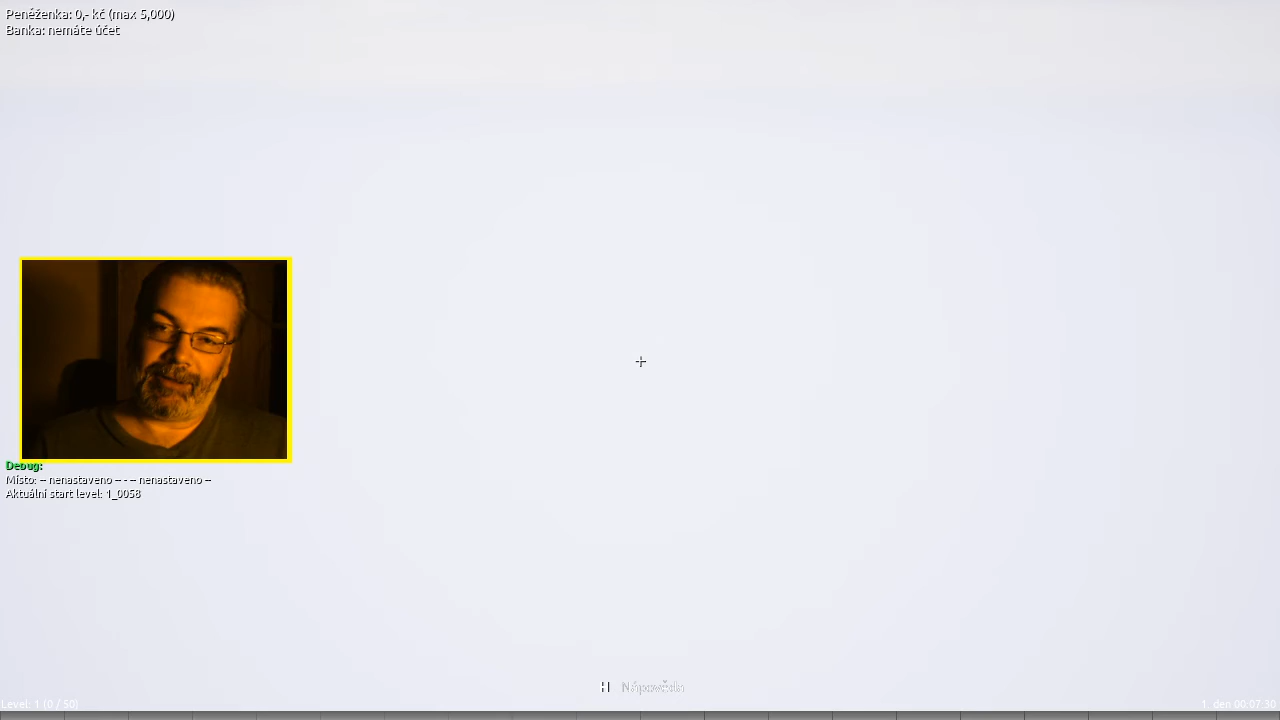 Peněženka: 0,- kč (max 5,000)
Banka: nemáte účet
Debug:
Místo: -- nenastaveno -- - -- nenastaveno --
Aktuální start level: 1_0058
H Nápověda
Level: 1 (0 / 50)
1. den 00:07:30